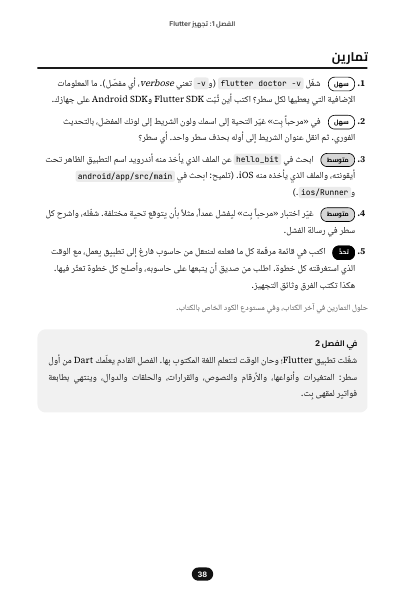 الفصل 1: تجهيز Flutter
تمارين
1. سهل شغّل flutter doctor -v (و -v تعني verbose، أي مفصّل). ما المعلومات
الإضافية التي يعطيها لكل سطر؟ اكتب أين ثُبّت Flutter SDK وAndroid SDK على جهازك.
2. سهل في «مرحباً بِت» غيّر التحية إلى اسمك ولون الشريط إلى لونك المفضل، بالتحديث
الفوري. ثم انقل عنوان الشريط إلى أوله بحذف سطر واحد. أي سطر؟
3. متوسط ابحث في hello_bit عن الملف الذي يأخذ منه أندرويد اسم التطبيق الظاهر تحت
أيقونته، والملف الذي يأخذه منه iOS. (تلميح: ابحث في android/app/src/main
و ios/Runner.)
4. متوسط غيّر اختبار «مرحباً بِت» ليفشل عمداً، مثلاً بأن يتوقع تحية مختلفة. شغّله، واشرح كل
سطر في رسالة الفشل.
5. تحدٍّ اكتب في قائمة مرقّمة كل ما فعلته لتنتقل من حاسوب فارغ إلى تطبيق يعمل، مع الوقت
الذي استغرقته كل خطوة. اطلب من صديق أن يتبعها على حاسوبه، وأصلح كل خطوة تعثّر فيها.
هكذا تكتب الفرق وثائق التجهيز.
حلول التمارين في آخر الكتاب، وفي مستودع الكود الخاص بالكتاب.
في الفصل 2
شغّلت تطبيق Flutter؛ وحان الوقت لتتعلم اللغة المكتوب بها. الفصل القادم يعلّمك Dart من أول
سطر: المتغيرات وأنواعها، والأرقام والنصوص، والقرارات، والحلقات والدوال، وينتهي بطابعة
فواتير لمقهى بِت.
38